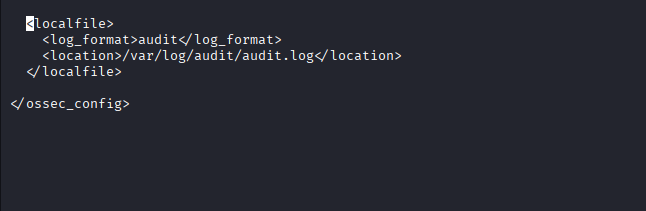 <localfile>
<log_format>audit</log_format>
<location>/var/log/audit/audit.log</location>
</localfile>
</ossec_config>